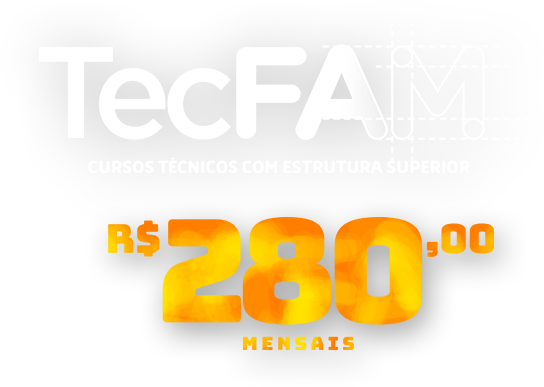 TecFAM
CURSOS TÉCNICOS COM ESTRUTURA SUPERIOR
R$280,00
MENSAIS